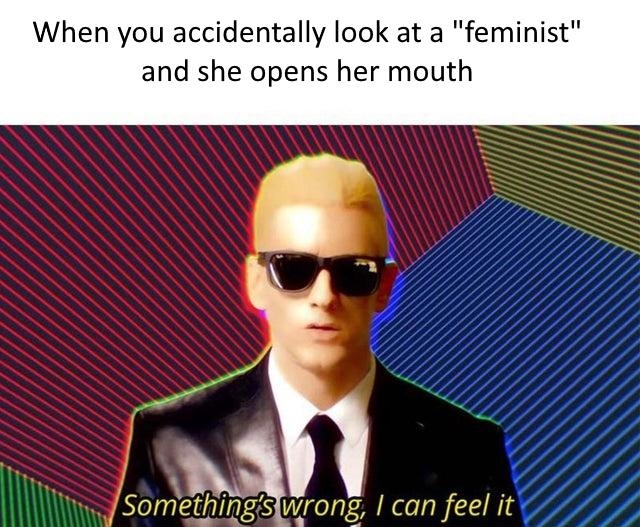 When you accidentally look at a "feminist"
and she opens her mouth
Something's wrong, I can feel it